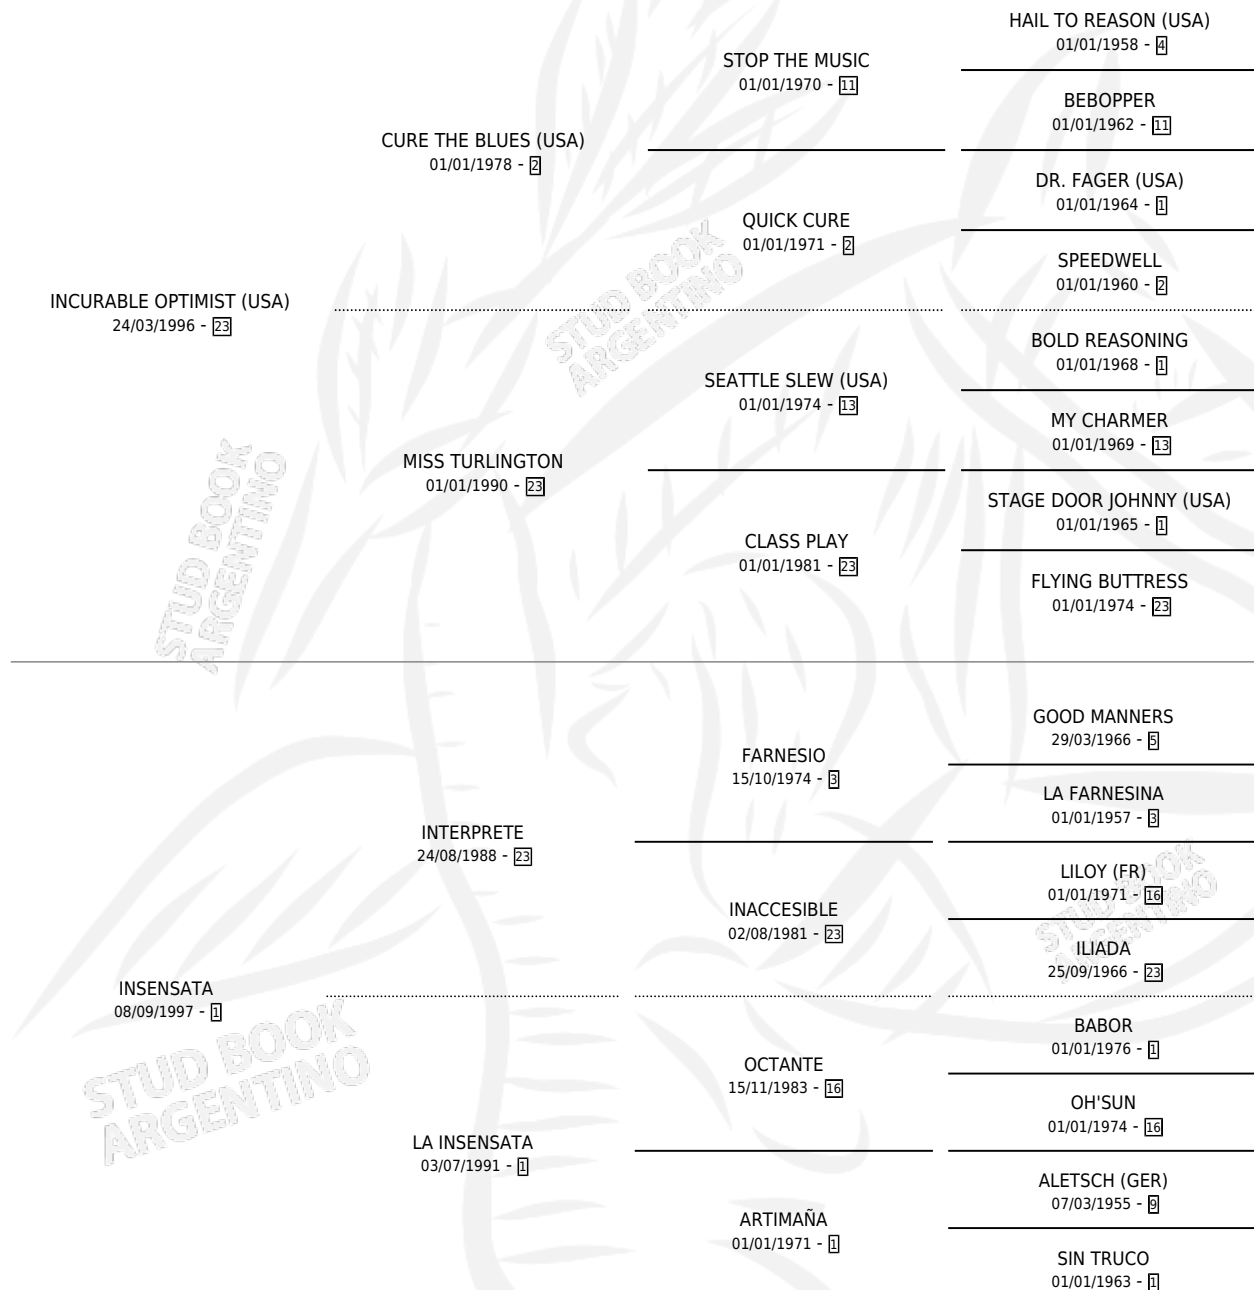 HAIL TO REASON (USA)
01/01/1958 - 4
STOP THE MUSIC
01/01/1970 - 11
BEBOPPER
01/01/1962 - 11
CURE THE BLUES (USA)
01/01/1978 - 2
DR. FAGER (USA)
01/01/1964 - 1
QUICK CURE
01/01/1971 - 2
SPEEDWELL
01/01/1960 - 2
INCURABLE OPTIMIST (USA)
24/03/1996 - 23
BOLD REASONING
01/01/1968 - 1
SEATTLE SLEW (USA)
01/01/1974 - 13
MY CHARMER
01/01/1969 - 13
MISS TURLINGTON
01/01/1990 - 23
STAGE DOOR JOHNNY (USA)
01/01/1965 - 1
CLASS PLAY
01/01/1981 - 23
FLYING BUTTRESS
01/01/1974 - 23
STUD BOOK
ARGENTINO
STUD BOOK
ARGENTINO
GOOD MANNERS
29/03/1966 - 5
FARNESIO
15/10/1974 - 3
LA FARNESINA
01/01/1957 - 3
INTERPRETE
24/08/1988 - 23
LILOY (FR)
01/01/1971 - 16
INACCESIBLE
02/08/1981 - 23
ILIADA
25/09/1966 - 23
INSENSATA
08/09/1997 - 1
BABOR
01/01/1976 - 1
OCTANTE
15/11/1983 - 16
OH'SUN
01/01/1974 - 16
LA INSENSATA
03/07/1991 - 1
ALETSCH (GER)
07/03/1955 - 9
ARTIMAÑA
01/01/1971 - 1
SIN TRUCO
01/01/1963 - 1
STUD BOOK
ARGENTINO
STUD BOOK
ARGENTINO